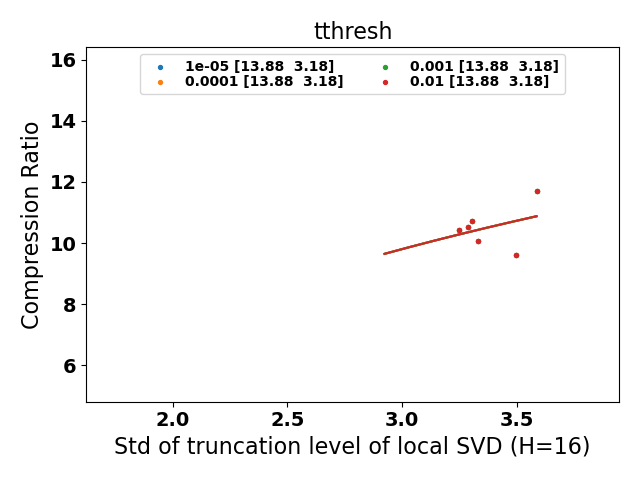 tthresh
1e-05 [13.88  3.18]
0.0001 [13.88  3.18]
0.001 [13.88  3.18]
0.01 [13.88  3.18]
Compression Ratio
16
14
12
10
8
6
2.0
2.5
3.0
3.5
Std of truncation level of local SVD (H=16)